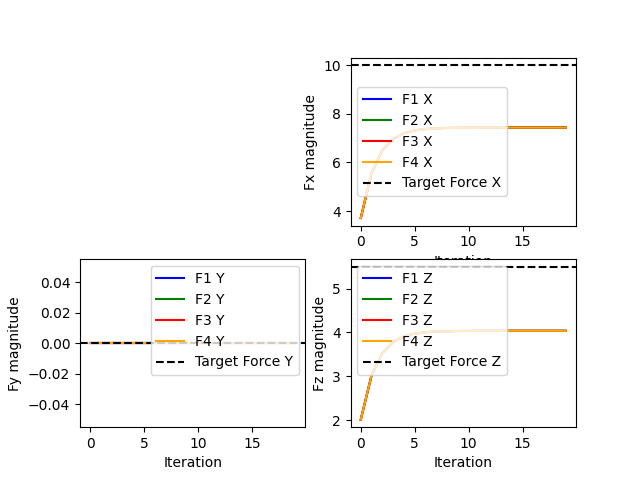 10
8
6
4
Fx magnitude
F1 X
F2 X
F3 X
F4 X
Target Force X
0
5
10
15
Iteration
0.04
0.02
0.00
−0.02
−0.04
Fy magnitude
F1 Y
F2 Y
F3 Y
F4 Y
Target Force Y
0
5
10
15
Iteration
5
4
3
2
Fz magnitude
F1 Z
F2 Z
F3 Z
F4 Z
Target Force Z
0
5
10
15
Iteration